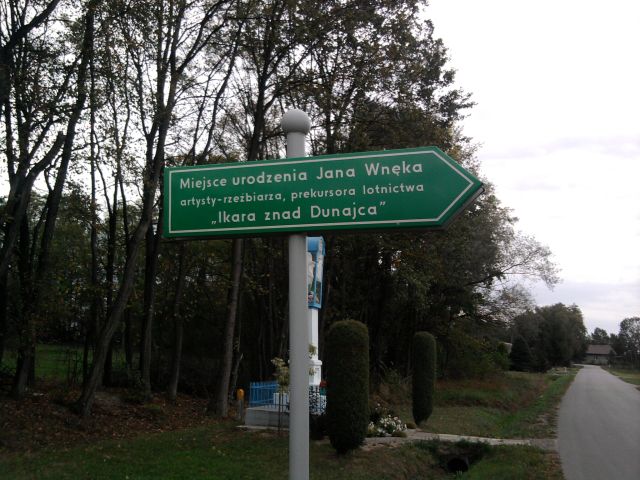 Miejsce urodzenia Jana Wnęka
artysty-rzeźbiarza, prekursora lotnictwa
„Ikara znad Dunajca”